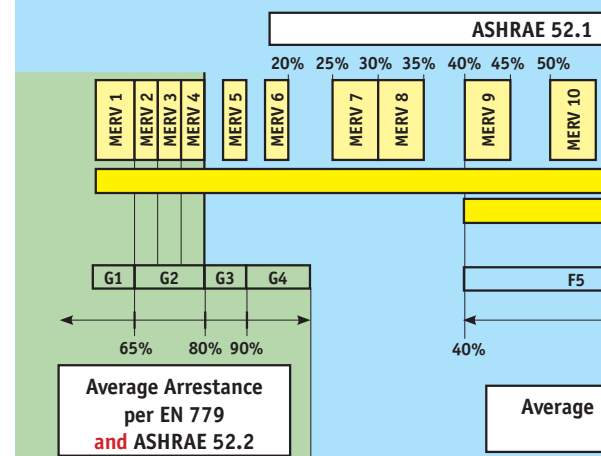 ASHRAE 52.1
20% 25% 30% 35% 40% 45% 50%
MERV 1 MERV 2 MERV 3 MERV 4 MERV 5 MERV 6 MERV 7 MERV 8 MERV 9 MERV 10
G1 G2 G3 G4 F5
65% 80% 90% 40%
Average Arrestance
per EN 779
and ASHRAE 52.2
Average